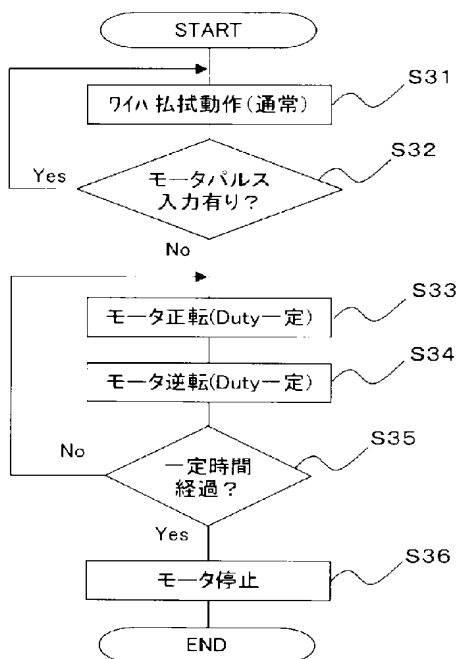 START
ワイハ 払拭動作(通常)
S31
モータパルス
入力有り?
S32
Yes
No
モータ正転(Duty一定)
S33
モータ逆転(Duty一定)
S34
一定時間
経過?
S35
No
Yes
モータ停止
S36
END